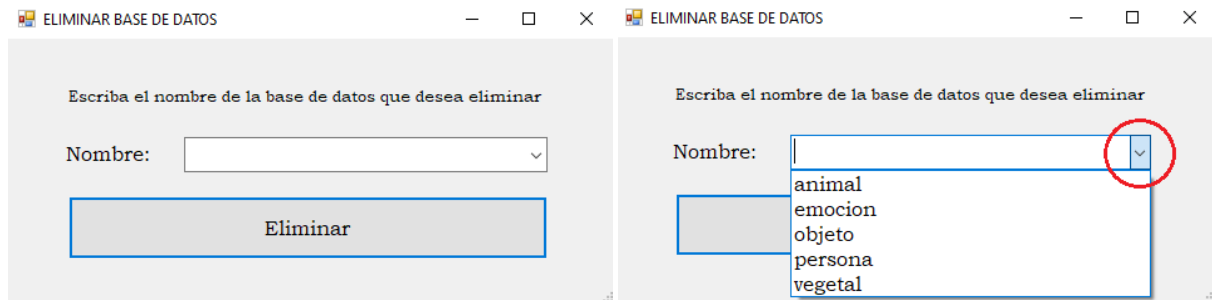 ELIMINAR BASE DE DATOS
Escriba el nombre de la base de datos que desea eliminar
Nombre:
Eliminar
ELIMINAR BASE DE DATOS
Escriba el nombre de la base de datos que desea eliminar
Nombre:
animal
emocion
objeto
persona
vegetal